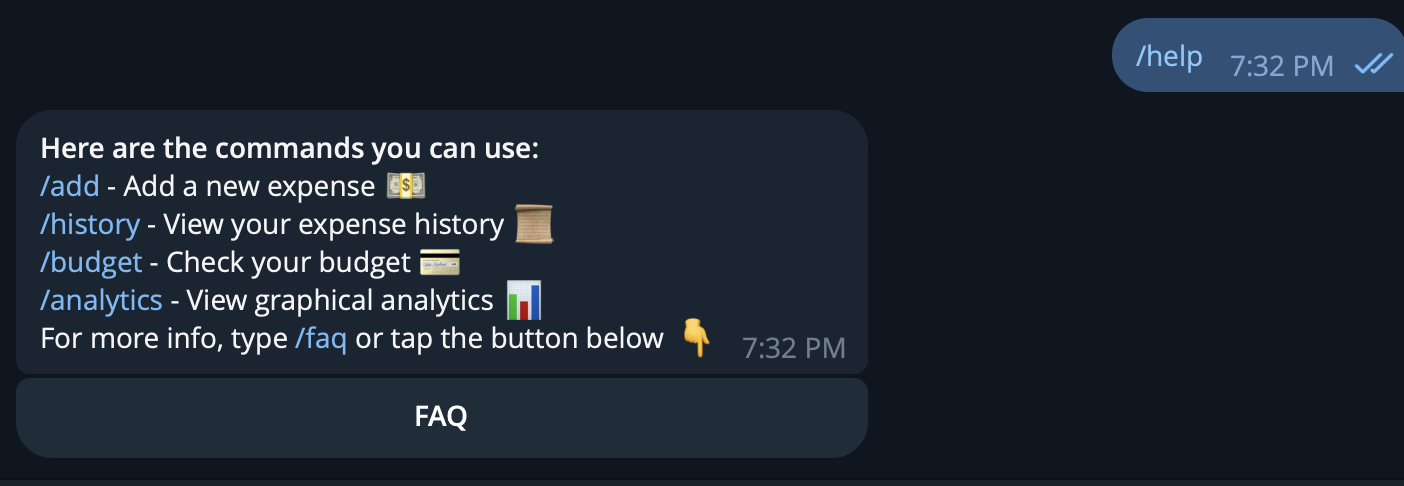 /help 7:32 PM
Here are the commands you can use:
/add - Add a new expense 💵
/history - View your expense history 📜
/budget - Check your budget 💳
/analytics - View graphical analytics 📊
For more info, type /faq or tap the button below 👇 7:32 PM
FAQ